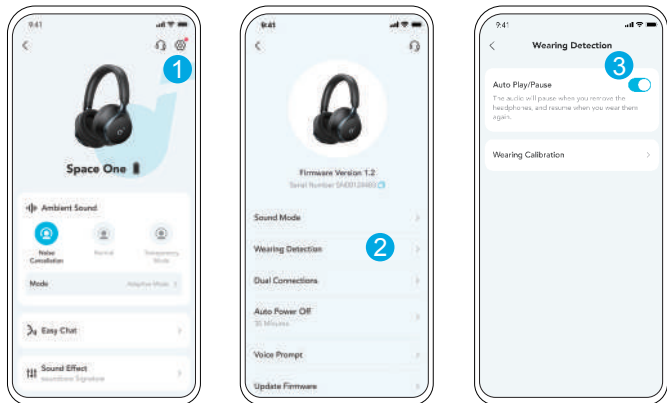 9:41
1
Space One
Ambient Sound
Noise
Cancellation
Normal
Transparency
Mode
Mode
Adaptive Mode
Easy Chat
Sound Effect
soundcore Signature
9:41
Firmware Version 1.2
Sound Mode
Wearing Detection
2
Dual Connections
Auto Power Off
30 Minutes
Voice Prompt
Update Firmware
9:41
Wearing Detection
3
Auto Play/Pause
The audio will pause when you remove the
headphones, and resume when you wear them
again.
Wearing Calibration